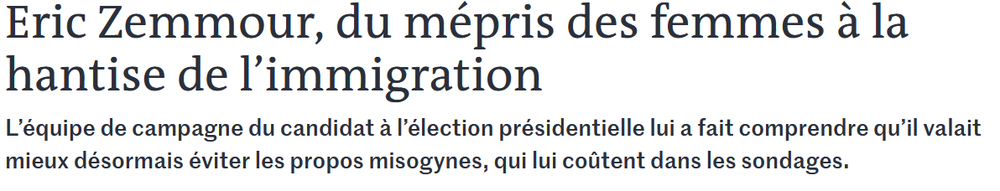 Eric Zemmour, du mépris des femmes à la
hantise de l’immigration
L’équipe de campagne du candidat à l’élection présidentielle lui a fait comprendre qu’il valait
mieux désormais éviter les propos misogynes, qui lui coûtent dans les sondages.